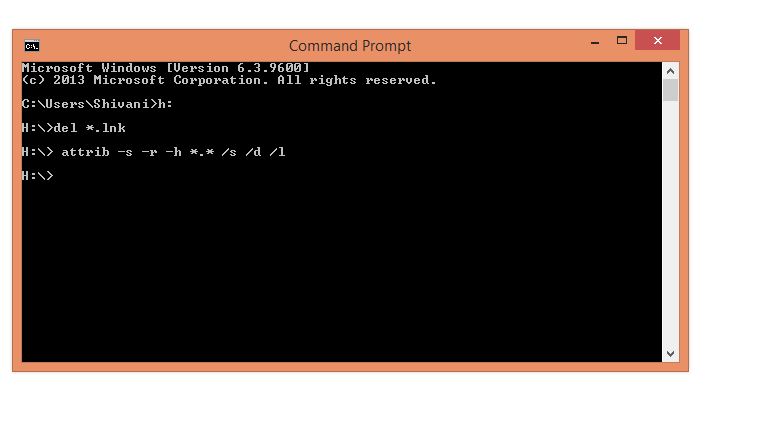 Command Prompt
Microsoft Windows [Version 6.3.9600]
(c) 2013 Microsoft Corporation. All rights reserved.
C:\Users\Shivani>h:
H:\>del *.lnk
H:\> attrib -s -r -h *.* /s /d /l
H:\>